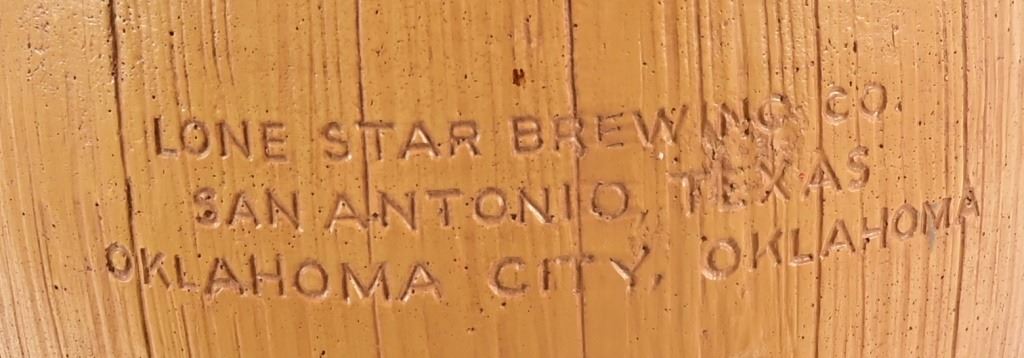 LONE STAR BREWING CO.
SAN ANTONIO, TEXAS
OKLAHOMA CITY, OKLAHOMA